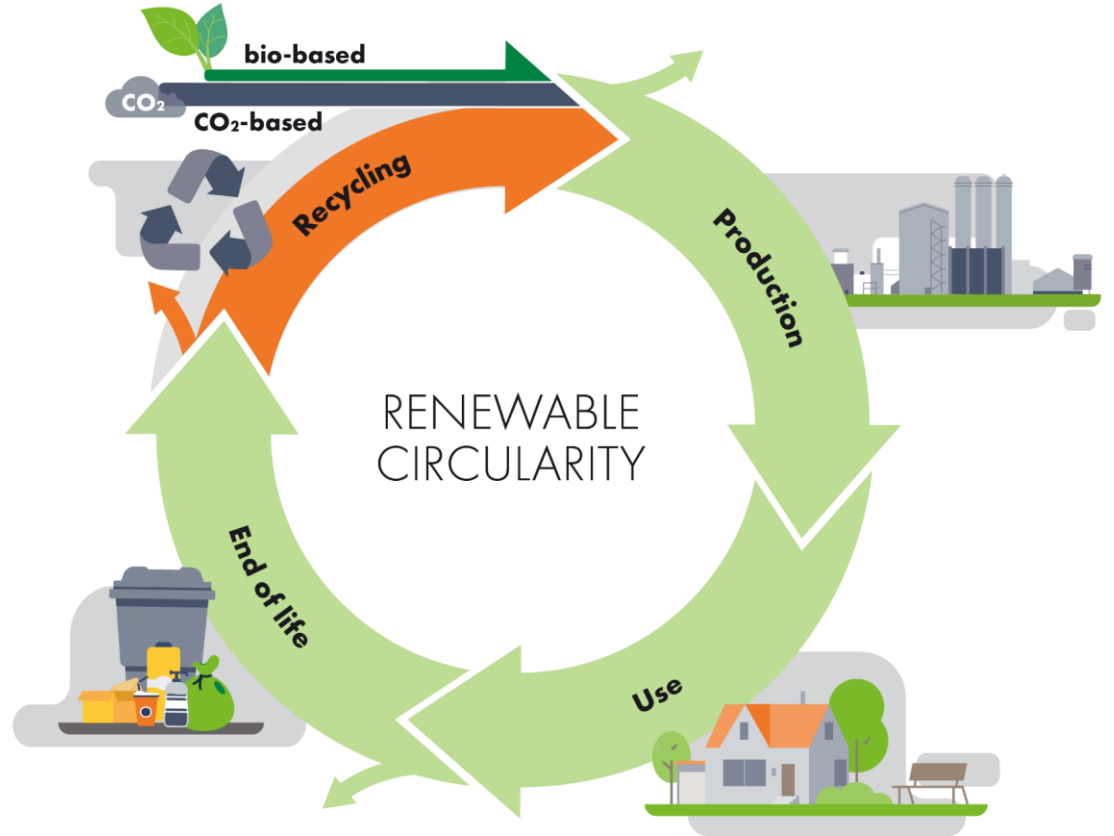 bio-based
CO₂
CO₂-based
Recycling
Production
RENEWABLE
CIRCULARITY
End of life
Use